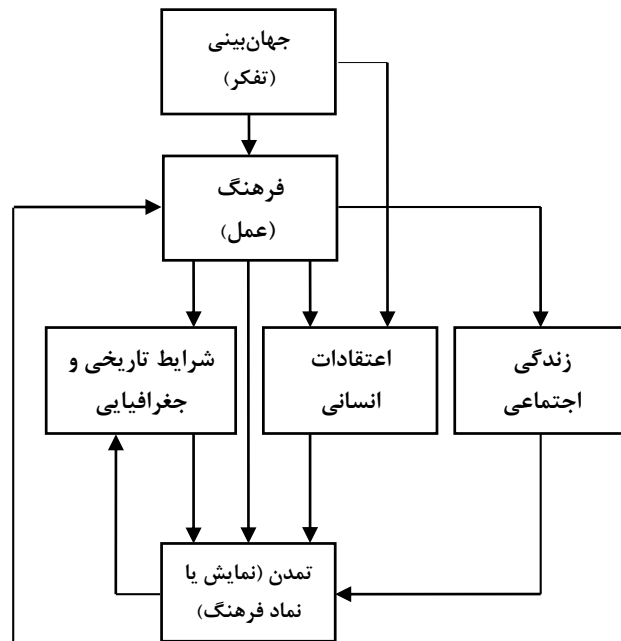 جهان‌بینی
(تفکر)
فرهنگ
(عمل)
شرایط تاریخی و
جغرافیایی
اعتقادات
انسانی
زندگی
اجتماعی
تمدن (نمایش یا
نماد فرهنگ)